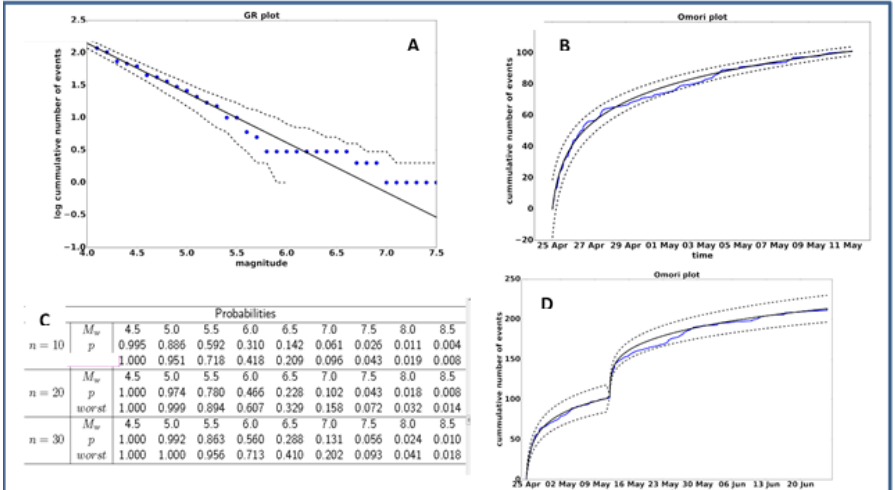 GR plot
A
2.5
2.0
1.5
1.0
0.5
0.0
−0.5
−1.0
log cummulative number of events
4.0 4.5 5.0 5.5 6.0 6.5 7.0 7.5
magnitude
Omori plot
B
100
80
60
40
20
0
−20
cummulative number of events
25 Apr 27 Apr 29 Apr 01 May 03 May 05 May 07 May 09 May 11 May
time
C
Probabilities
M_w 4.5 5.0 5.5 6.0 6.5 7.0 7.5 8.0 8.5
n = 10 p 0.995 0.886 0.592 0.310 0.142 0.061 0.026 0.011 0.004
1.000 0.951 0.718 0.418 0.209 0.096 0.043 0.019 0.008
M_w 4.5 5.0 5.5 6.0 6.5 7.0 7.5 8.0 8.5
n = 20 p 1.000 0.974 0.780 0.466 0.228 0.102 0.043 0.018 0.008
worst 1.000 0.999 0.894 0.607 0.329 0.158 0.072 0.032 0.014
M_w 4.5 5.0 5.5 6.0 6.5 7.0 7.5 8.0 8.5
n = 30 p 1.000 0.992 0.863 0.560 0.288 0.131 0.056 0.024 0.010
worst 1.000 1.000 0.956 0.713 0.410 0.202 0.093 0.041 0.018
Omori plot
D
250
200
150
100
50
0
cummulative number of events
25 Apr 02 May 09 May 16 May 23 May 30 May 06 Jun 13 Jun 20 Jun